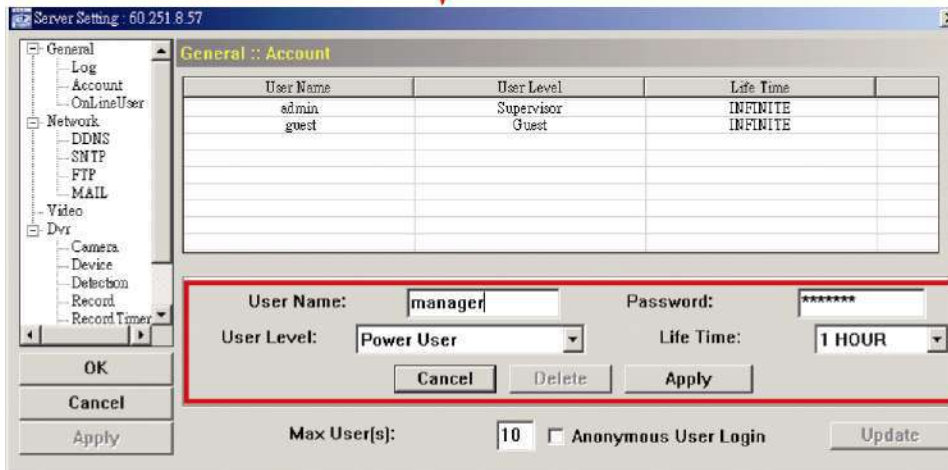 Server Setting : 60.251.8.57
General
Log
Account
OnLineUser
Network
DDNS
SNTP
FTP
MAIL
Video
Dvr
Camera
Device
Detection
Record
Record Timer
OK
Cancel
Apply
General :: Account
User Name User Level Life Time
admin Supervisor INFINITE
guest Guest INFINITE
User Name: manager Password: *******
User Level: Power User Life Time: 1 HOUR
Cancel Delete Apply
Max User(s): 10 Anonymous User Login Update